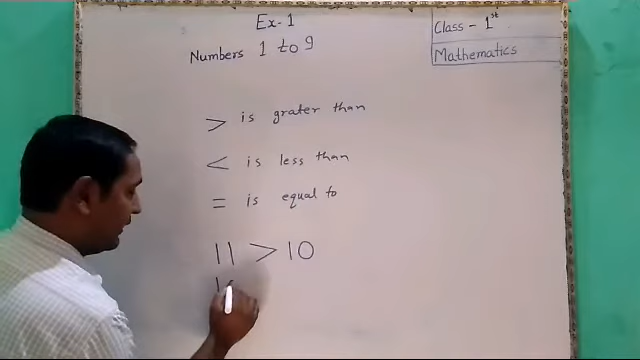 Ex-1
Class - 1st
Numbers 1 to 9
Mathematics
> is grater than
< is less than
= is equal to
11 > 10